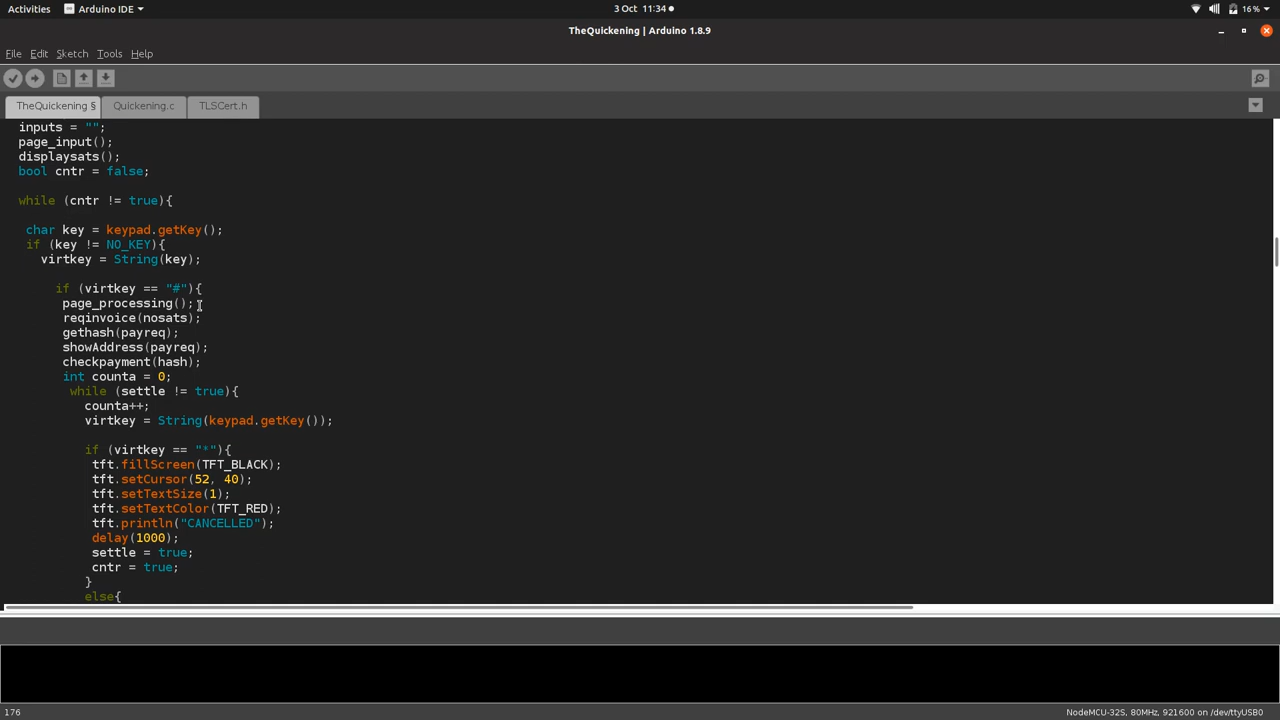 Activities Arduino IDE 3 Oct 11:34 16%
TheQuickening | Arduino 1.8.9
File Edit Sketch Tools Help
TheQuickening § Quickening.c TLSCert.h
inputs = "";
page_input();
displaysats();
bool cntr = false;
while (cntr != true){
char key = keypad.getKey();
if (key != NO_KEY){
virtkey = String(key);
if (virtkey == "#"){
page_processing();
reqinvoice(nosats);
gethash(payreq);
showAddress(payreq);
checkpayment(hash);
int counta = 0;
while (settle != true){
counta++;
virtkey = String(keypad.getKey());
if (virtkey == "*"){
tft.fillScreen(TFT_BLACK);
tft.setCursor(52, 40);
tft.setTextSize(1);
tft.setTextColor(TFT_RED);
tft.println("CANCELLED");
delay(1000);
settle = true;
cntr = true;
}
else{
176 NodeMCU-32S, 80MHz, 921600 on /dev/ttyUSB0